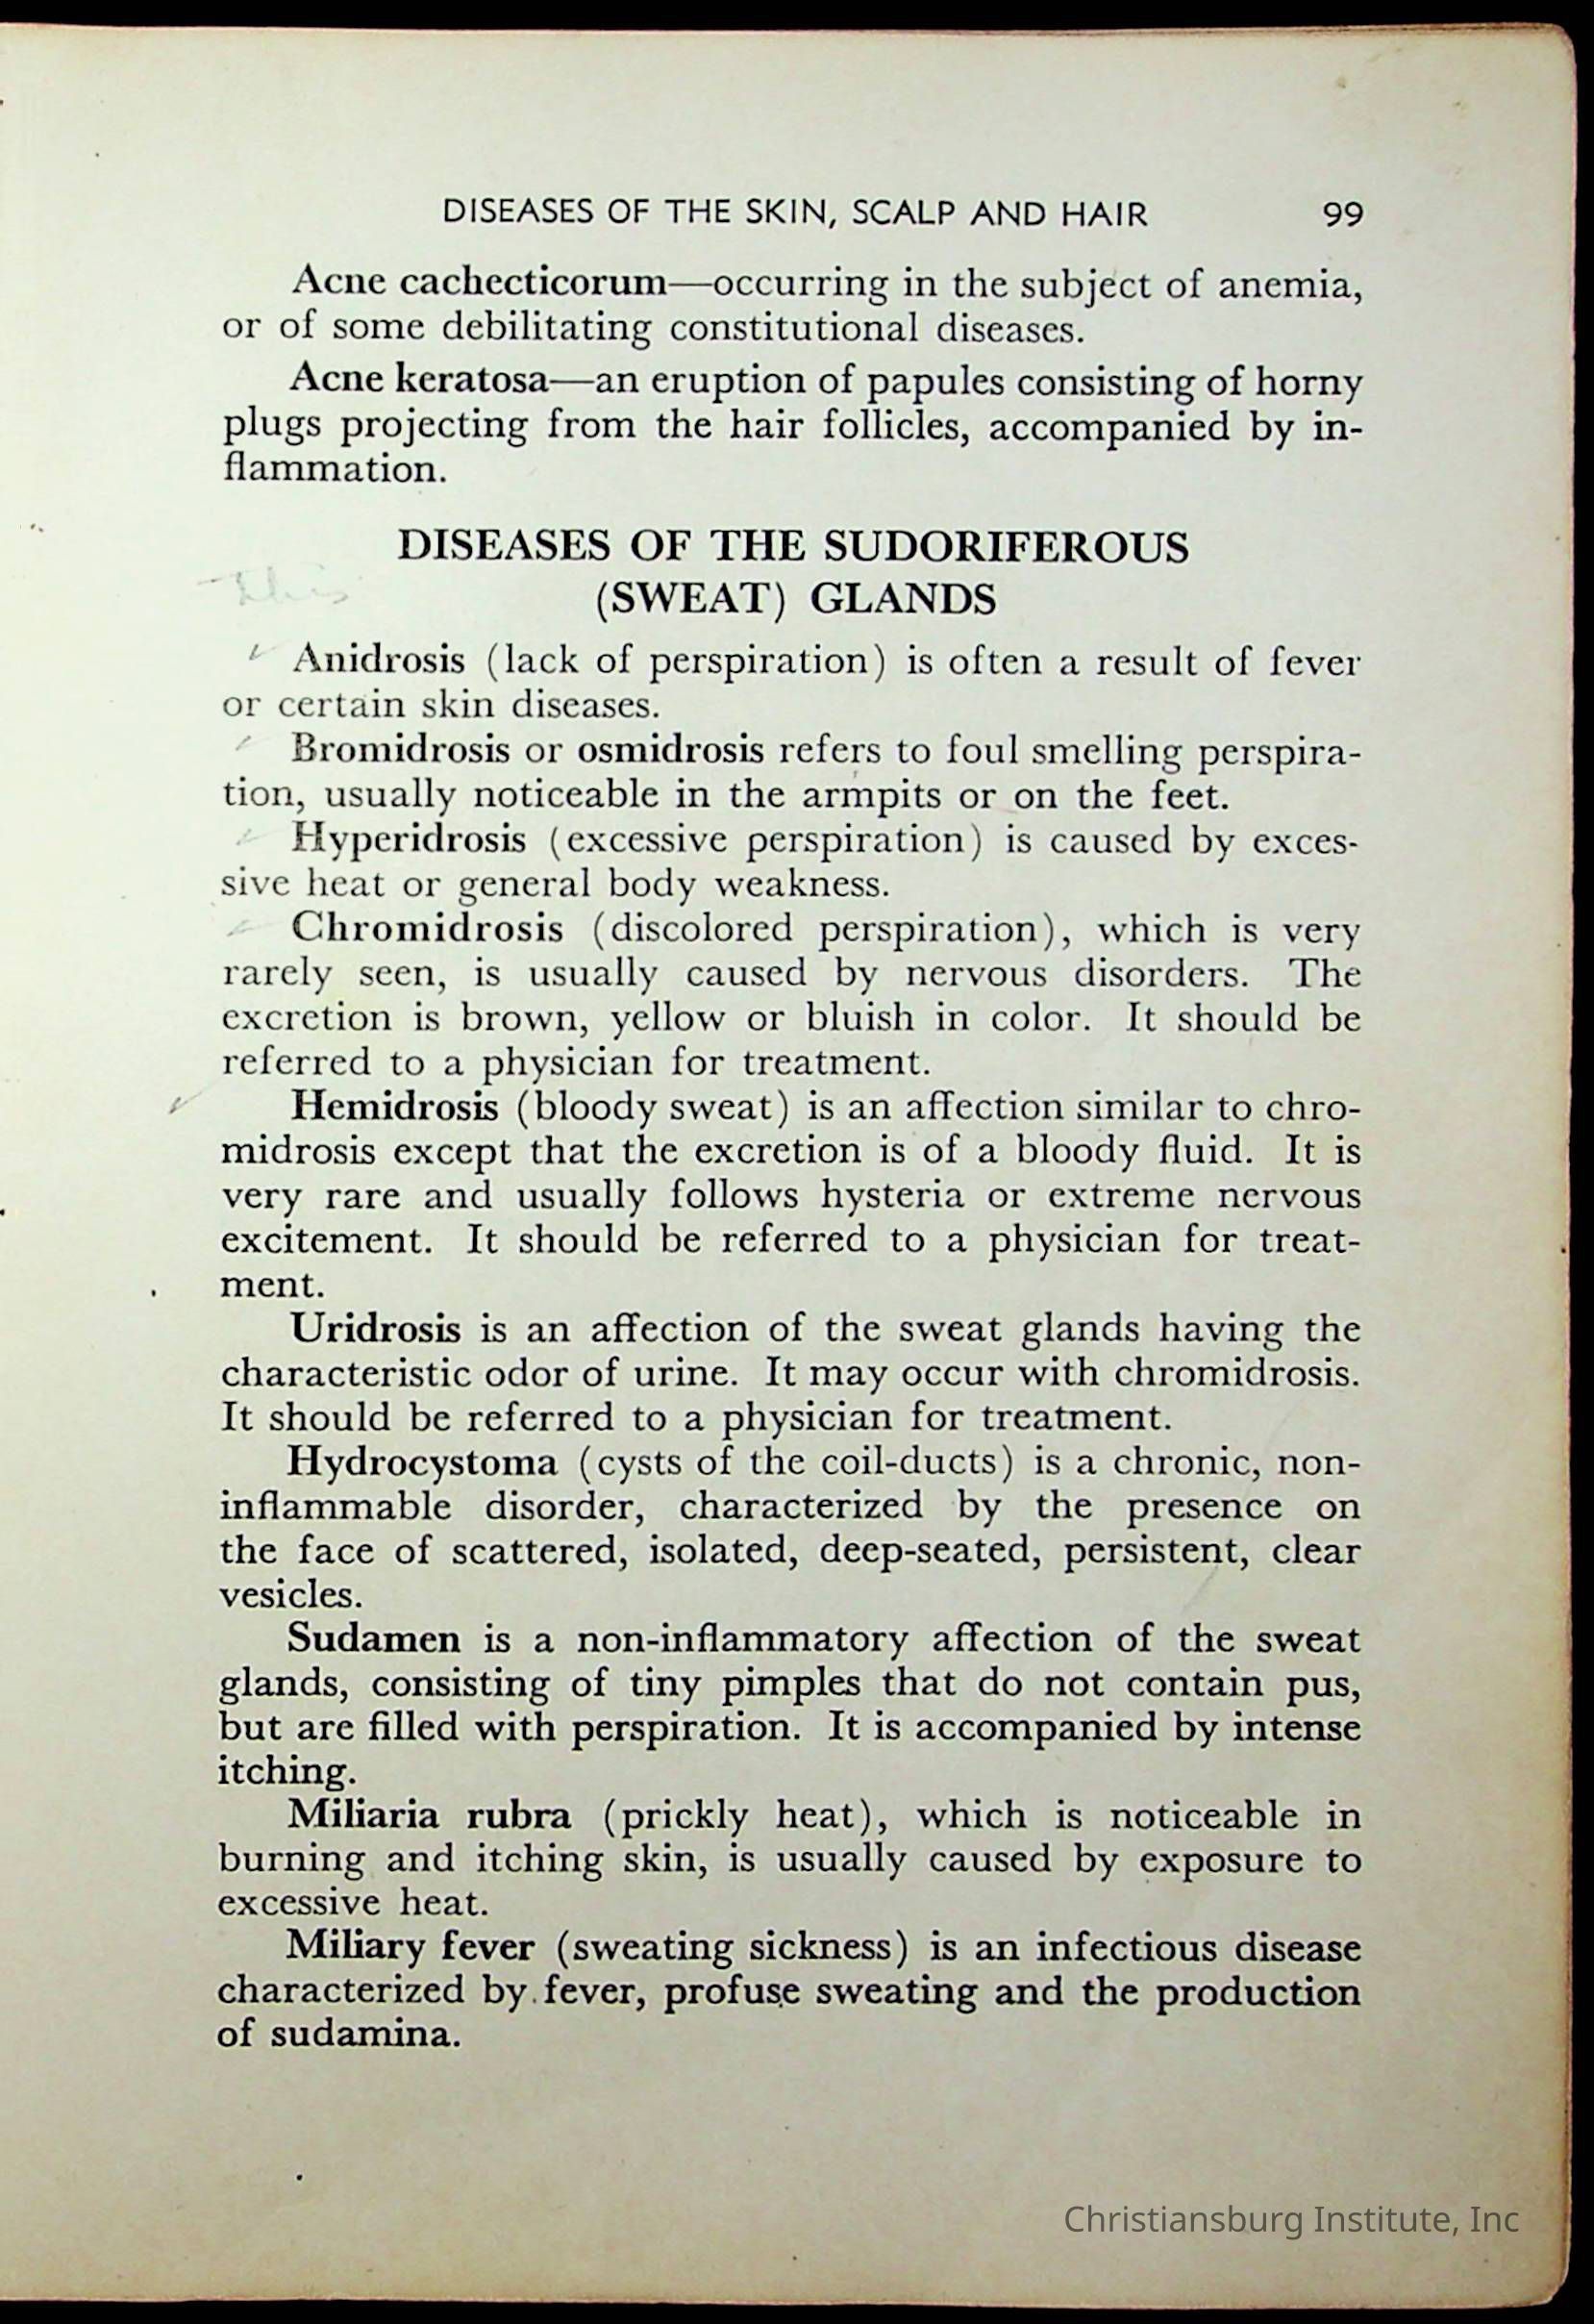 DISEASES OF THE SKIN, SCALP AND HAIR 99
Acne cachecticorum—occurring in the subject of anemia,
or of some debilitating constitutional diseases.
Acne keratosa—an eruption of papules consisting of horny
plugs projecting from the hair follicles, accompanied by in-
flammation.
DISEASES OF THE SUDORIFEROUS
this
(SWEAT) GLANDS
Anidrosis (lack of perspiration) is often a result of fever
or certain skin diseases.
Bromidrosis or osmidrosis refers to foul smelling perspira-
tion, usually noticeable in the armpits or on the feet.
Hyperidrosis (excessive perspiration) is caused by exces-
sive heat or general body weakness.
Chromidrosis (discolored perspiration), which is very
rarely seen, is usually caused by nervous disorders. The
excretion is brown, yellow or bluish in color. It should be
referred to a physician for treatment.
Hemidrosis (bloody sweat) is an affection similar to chro-
midrosis except that the excretion is of a bloody fluid. It is
very rare and usually follows hysteria or extreme nervous
excitement. It should be referred to a physician for treat-
ment.
Uridrosis is an affection of the sweat glands having the
characteristic odor of urine. It may occur with chromidrosis.
It should be referred to a physician for treatment.
Hydrocystoma (cysts of the coil-ducts) is a chronic, non-
inflammable disorder, characterized by the presence on
the face of scattered, isolated, deep-seated, persistent, clear
vesicles.
Sudamen is a non-inflammatory affection of the sweat
glands, consisting of tiny pimples that do not contain pus,
but are filled with perspiration. It is accompanied by intense
itching.
Miliaria rubra (prickly heat), which is noticeable in
burning and itching skin, is usually caused by exposure to
excessive heat.
Miliary fever (sweating sickness) is an infectious disease
characterized by fever, profuse sweating and the production
of sudamina.
Christiansburg Institute, Inc